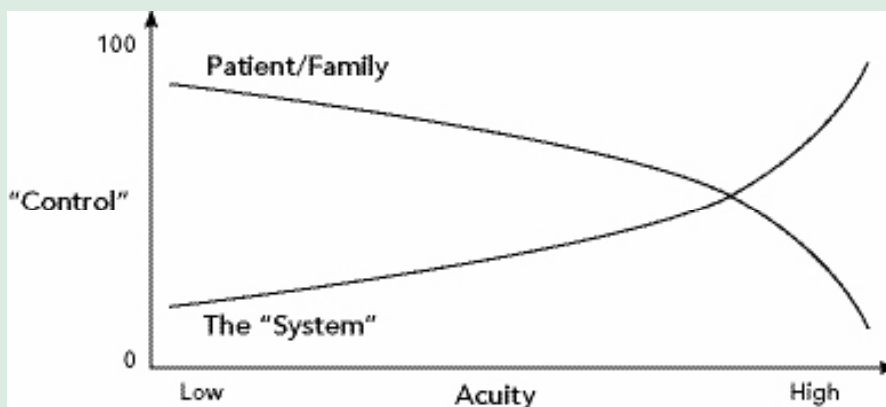 100
Patient/Family
“Control”
The “System”
0
Low
Acuity
High